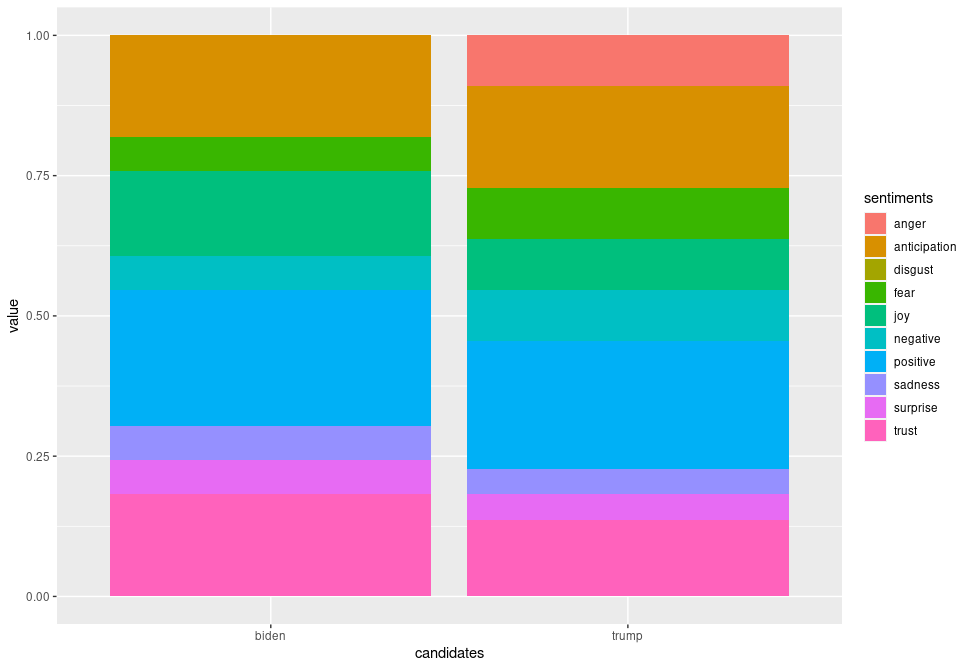 1.00
0.75
0.50
0.25
0.00
value
biden
trump
candidates
sentiments
anger
anticipation
disgust
fear
joy
negative
positive
sadness
surprise
trust